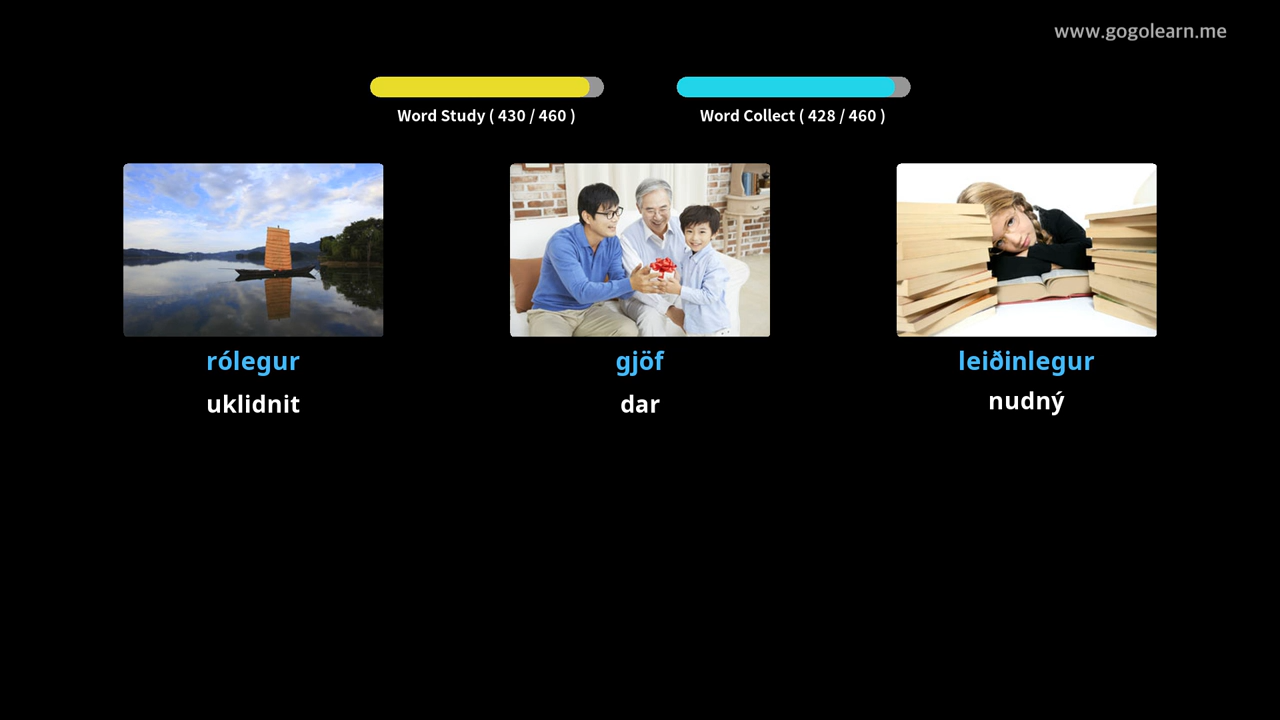 www.gogolearn.me
Word Study ( 430 / 460 )
Word Collect ( 428 / 460 )
rólegur
gjöf
leiðinlegur
uklidnit
dar
nudný